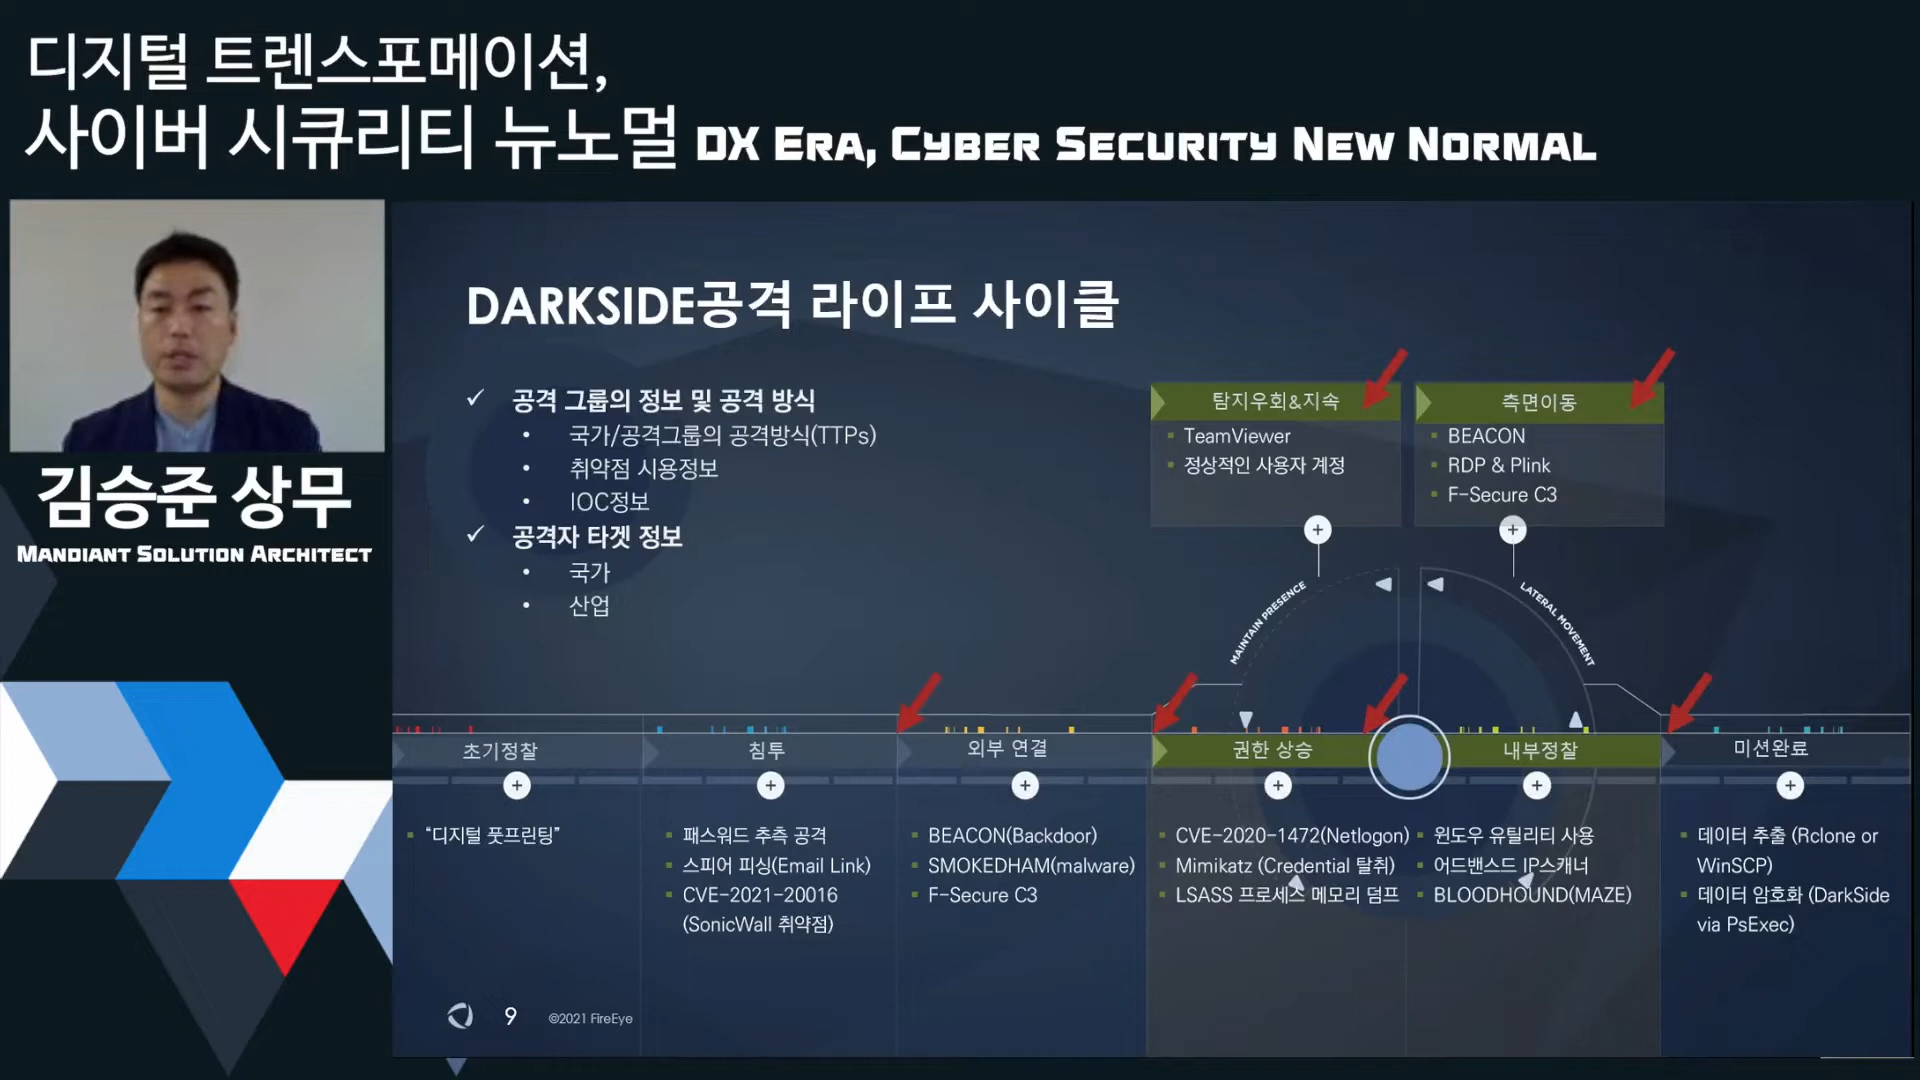 디지털 트렌스포메이션,
사이버 시큐리티 뉴노멀 DX Era, Cyber Security New Normal
김승준 상무
Mandiant Solution Architect
DARKSIDE공격 라이프 사이클
✓ 공격 그룹의 정보 및 공격 방식
• 국가/공격그룹의 공격방식(TTPs)
• 취약점 시용정보
• IOC정보
✓ 공격자 타겟 정보
• 국가
• 산업
탐지우회&지속
TeamViewer
정상적인 사용자 계정
측면이동
BEACON
RDP & Plink
F-Secure C3
MAINTAIN PRESENCE
LATERAL MOVEMENT
초기정찰
“디지털 풋프린팅”
침투
패스워드 추측 공격
스피어 피싱(Email Link)
CVE-2021-20016
(SonicWall 취약점)
외부 연결
BEACON(Backdoor)
SMOKEDHAM(malware)
F-Secure C3
권한 상승
CVE-2020-1472(Netlogon)
Mimikatz (Credential 탈취)
LSASS 프로세스 메모리 덤프
내부정찰
윈도우 유틸리티 사용
어드밴스드 IP스캐너
BLOODHOUND(MAZE)
미션완료
데이터 추출 (Rclone or
WinSCP)
데이터 암호화 (DarkSide
via PsExec)
9
©2021 FireEye